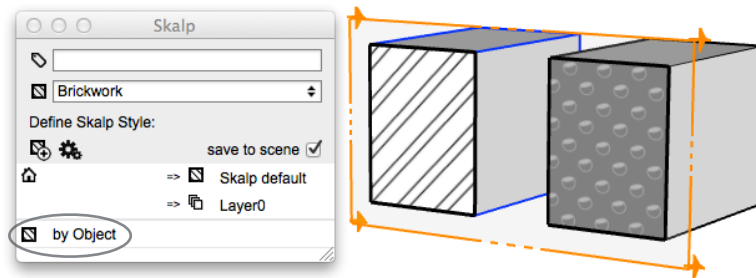 Skalp
Brickwork
Define Skalp Style:
save to scene
=> Skalp default
=> Layer0
by Object